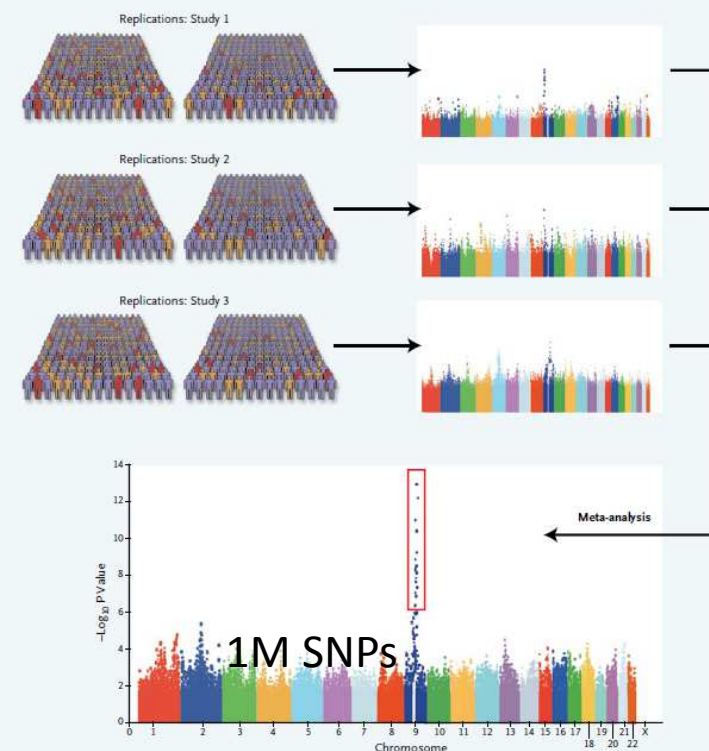 Replications: Study 1
Replications: Study 2
Replications: Study 3
14
12
10
8
6
4
2
0
−Log₁₀ P Value
Meta-analysis
1M SNPs
0 1 2 3 4 5 6 7 8 9 10 11 12 13 14 15 16 17 18 19 20 21 22 X
Chromosome